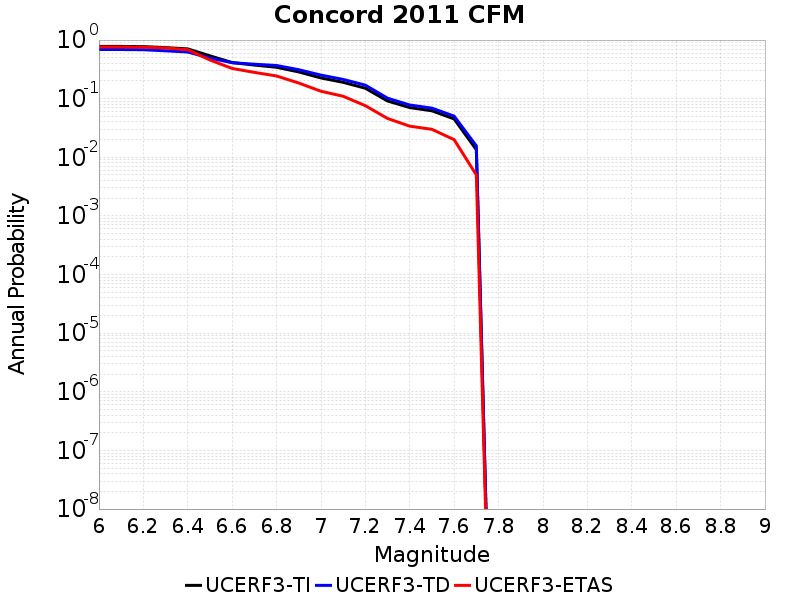 Concord 2011 CFM
Annual Probability
10^0
10^-1
10^-2
10^-3
10^-4
10^-5
10^-6
10^-7
10^-8
6 6.2 6.4 6.6 6.8 7 7.2 7.4 7.6 7.8 8 8.2 8.4 8.6 8.8 9
Magnitude
UCERF3-TI UCERF3-TD UCERF3-ETAS